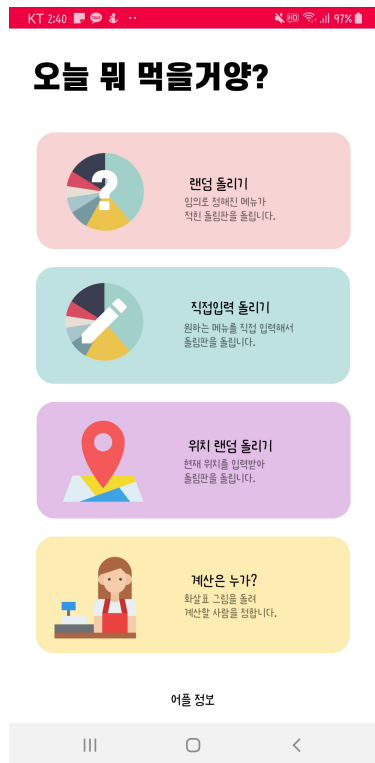 KT 2:40 TALK HD 97%
오늘 뭐 먹을거양?
?
랜덤 돌리기
임의로 정해진 메뉴가
적힌 돌림판을 돌립니다.
직접입력 돌리기
원하는 메뉴를 직접 입력해서
돌림판을 돌립니다.
위치 랜덤 돌리기
현재 위치를 입력받아
돌림판을 돌립니다.
계산은 누가?
화살표 그림을 돌려
계산할 사람을 정합니다.
어플 정보